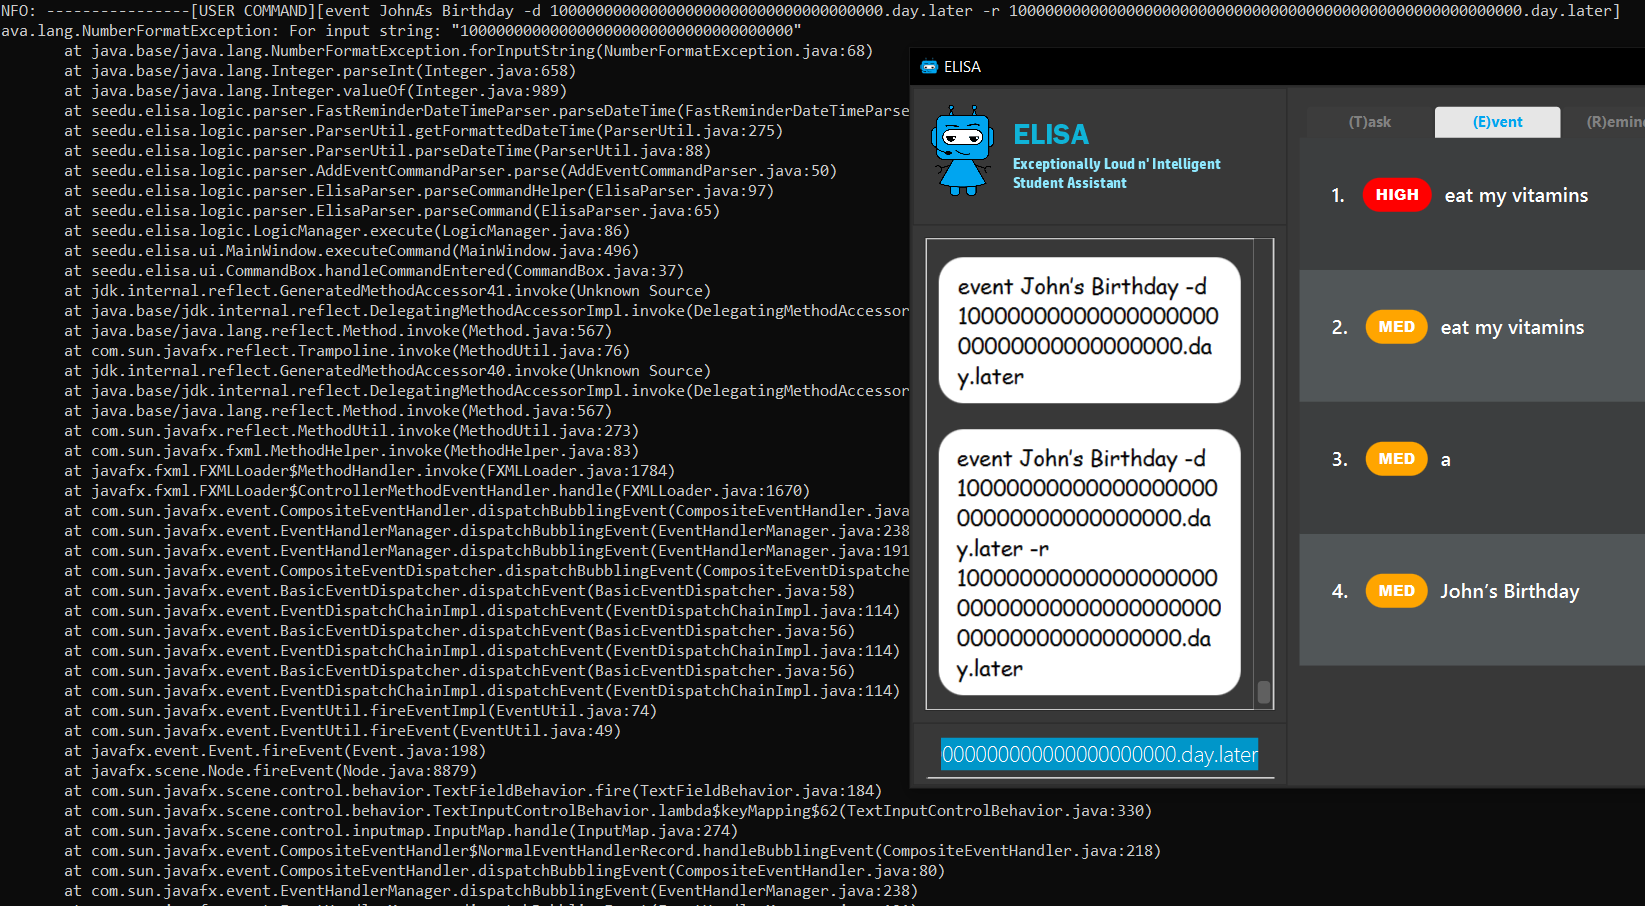 NFO: ----------------[USER COMMAND][event JohnÆs Birthday -d 1000000000000000000000000000000000000.day.later -r 100000000000000000000000000000000000000000000000000000000.day.later]
ava.lang.NumberFormatException: For input string: "1000000000000000000000000000000000000"
at java.base/java.lang.NumberFormatException.forInputString(NumberFormatException.java:68)
at java.base/java.lang.Integer.parseInt(Integer.java:658)
at java.base/java.lang.Integer.valueOf(Integer.java:989)
at seedu.elisa.logic.parser.FastReminderDateTimeParser.parseDateTime(FastReminderDateTimeParse
at seedu.elisa.logic.parser.ParserUtil.getFormattedDateTime(ParserUtil.java:275)
at seedu.elisa.logic.parser.ParserUtil.parseDateTime(ParserUtil.java:88)
at seedu.elisa.logic.parser.AddEventCommandParser.parse(AddEventCommandParser.java:50)
at seedu.elisa.logic.parser.ElisaParser.parseCommandHelper(ElisaParser.java:97)
at seedu.elisa.logic.parser.ElisaParser.parseCommand(ElisaParser.java:65)
at seedu.elisa.logic.LogicManager.execute(LogicManager.java:86)
at seedu.elisa.ui.MainWindow.executeCommand(MainWindow.java:496)
at seedu.elisa.ui.CommandBox.handleCommandEntered(CommandBox.java:37)
at jdk.internal.reflect.GeneratedMethodAccessor41.invoke(Unknown Source)
at java.base/jdk.internal.reflect.DelegatingMethodAccessorImpl.invoke(DelegatingMethodAccessor
at java.base/java.lang.reflect.Method.invoke(Method.java:567)
at com.sun.javafx.reflect.Trampoline.invoke(MethodUtil.java:76)
at jdk.internal.reflect.GeneratedMethodAccessor40.invoke(Unknown Source)
at java.base/jdk.internal.reflect.DelegatingMethodAccessorImpl.invoke(DelegatingMethodAccessor
at java.base/java.lang.reflect.Method.invoke(Method.java:567)
at com.sun.javafx.reflect.MethodUtil.invoke(MethodUtil.java:273)
at com.sun.javafx.fxml.MethodHelper.invoke(MethodHelper.java:83)
at javafx.fxml.FXMLLoader$MethodHandler.invoke(FXMLLoader.java:1784)
at javafx.fxml.FXMLLoader$ControllerMethodEventHandler.handle(FXMLLoader.java:1670)
at com.sun.javafx.event.CompositeEventHandler.dispatchBubblingEvent(CompositeEventHandler.java
at com.sun.javafx.event.EventHandlerManager.dispatchBubblingEvent(EventHandlerManager.java:238
at com.sun.javafx.event.EventHandlerManager.dispatchBubblingEvent(EventHandlerManager.java:191
at com.sun.javafx.event.CompositeEventDispatcher.dispatchBubblingEvent(CompositeEventDispatche
at com.sun.javafx.event.BasicEventDispatcher.dispatchEvent(BasicEventDispatcher.java:58)
at com.sun.javafx.event.EventDispatchChainImpl.dispatchEvent(EventDispatchChainImpl.java:114)
at com.sun.javafx.event.BasicEventDispatcher.dispatchEvent(BasicEventDispatcher.java:56)
at com.sun.javafx.event.EventDispatchChainImpl.dispatchEvent(EventDispatchChainImpl.java:114)
at com.sun.javafx.event.BasicEventDispatcher.dispatchEvent(BasicEventDispatcher.java:56)
at com.sun.javafx.event.EventDispatchChainImpl.dispatchEvent(EventDispatchChainImpl.java:114)
at com.sun.javafx.event.EventUtil.fireEventImpl(EventUtil.java:74)
at com.sun.javafx.event.EventUtil.fireEvent(EventUtil.java:49)
at javafx.event.Event.fireEvent(Event.java:198)
at javafx.scene.Node.fireEvent(Node.java:8879)
at com.sun.javafx.scene.control.behavior.TextFieldBehavior.fire(TextFieldBehavior.java:184)
at com.sun.javafx.scene.control.behavior.TextInputControlBehavior.lambda$keyMapping$62(TextInputControlBehavior.java:330)
at com.sun.javafx.scene.control.inputmap.InputMap.handle(InputMap.java:274)
at com.sun.javafx.event.CompositeEventHandler$NormalEventHandlerRecord.handleBubblingEvent(CompositeEventHandler.java:218)
at com.sun.javafx.event.CompositeEventHandler.dispatchBubblingEvent(CompositeEventHandler.java:80)
at com.sun.javafx.event.EventHandlerManager.dispatchBubblingEvent(EventHandlerManager.java:238)
ELISA
ELISA
Exceptionally Loud n' Intelligent
Student Assistant
event John's Birthday -d
10000000000000000000
00000000000000000.da
y.later
event John's Birthday -d
10000000000000000000
00000000000000000.da
y.later -r
10000000000000000000
00000000000000000000
00000000000000000.da
y.later
000000000000000000000.day.later
(T)ask
(E)vent
(R)emin
1. HIGH eat my vitamins
2. MED eat my vitamins
3. MED a
4. MED John's Birthday